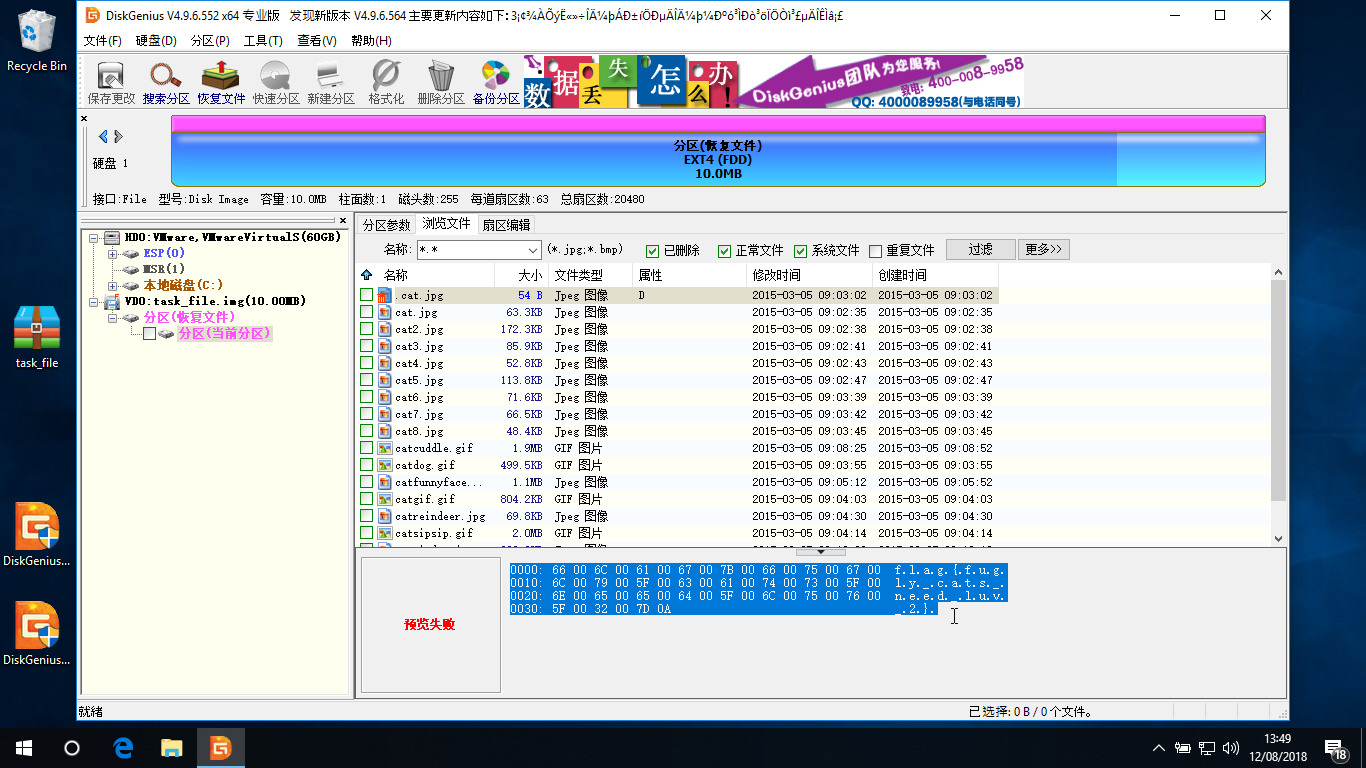 Recycle Bin
task_file
DiskGenius...
DiskGenius...
DiskGenius V4.9.6.552 x64 专业版 发现新版本 V4.9.6.564 主要更新内容如下:
文件(F) 硬盘(D) 分区(P) 工具(T) 查看(V) 帮助(H)
保存更改 搜索分区 恢复文件 快速分区 新建分区 格式化 删除分区 备份分区
数据丢失怎么办!
DiskGenius团队为您服务!
致电: 400-008-9958
QQ: 4000089958(与电话同号)
硬盘 1
分区(恢复文件)
EXT4 (FDD)
10.0MB
接口:File 型号:Disk Image 容量:10.0MB 柱面数:1 磁头数:255 每道扇区数:63 总扇区数:20480
HD0:VMware,VMwareVirtualS(60GB)
ESP(0)
MSR(1)
本地磁盘(C:)
VD0:task_file.img(10.00MB)
分区(恢复文件)
分区(当前分区)
分区参数 浏览文件 扇区编辑
名称: *.* (*.jpg;*.bmp) 已删除 正常文件 系统文件 重复文件 过滤 更多>>
名称 大小 文件类型 属性 修改时间 创建时间
.cat.jpg 54 B Jpeg 图像 D 2015-03-05 09:03:02 2015-03-05 09:03:02
cat.jpg 63.3KB Jpeg 图像 2015-03-05 09:02:35 2015-03-05 09:02:35
cat2.jpg 172.3KB Jpeg 图像 2015-03-05 09:02:38 2015-03-05 09:02:38
cat3.jpg 85.9KB Jpeg 图像 2015-03-05 09:02:41 2015-03-05 09:02:41
cat4.jpg 52.8KB Jpeg 图像 2015-03-05 09:02:43 2015-03-05 09:02:43
cat5.jpg 113.8KB Jpeg 图像 2015-03-05 09:02:47 2015-03-05 09:02:47
cat6.jpg 71.6KB Jpeg 图像 2015-03-05 09:03:39 2015-03-05 09:03:39
cat7.jpg 66.5KB Jpeg 图像 2015-03-05 09:03:42 2015-03-05 09:03:42
cat8.jpg 48.4KB Jpeg 图像 2015-03-05 09:03:45 2015-03-05 09:03:45
catcuddle.gif 1.9MB GIF 图片 2015-03-05 09:08:25 2015-03-05 09:08:52
catdog.gif 499.5KB GIF 图片 2015-03-05 09:03:55 2015-03-05 09:03:55
catfunnyface... 1.1MB Jpeg 图像 2015-03-05 09:05:12 2015-03-05 09:05:52
catgif.gif 804.2KB GIF 图片 2015-03-05 09:04:03 2015-03-05 09:04:03
catreindeer.jpg 69.8KB Jpeg 图像 2015-03-05 09:04:30 2015-03-05 09:04:30
catsipsip.gif 2.0MB GIF 图片 2015-03-05 09:04:14 2015-03-05 09:04:14
预览失败
0000: 66 00 6C 00 61 00 67 00 7B 00 66 00 75 00 67 00 f.l.a.g.{.f.u.g.
0010: 6C 00 79 00 5F 00 63 00 61 00 74 00 73 00 5F 00 l.y._.c.a.t.s._.
0020: 6E 00 65 00 65 00 64 00 5F 00 6C 00 75 00 76 00 n.e.e.d._.l.u.v.
0030: 5F 00 32 00 7D 0A _.2.}.
就绪
已选择: 0 B / 0 个文件。
13:49
12/08/2018
18